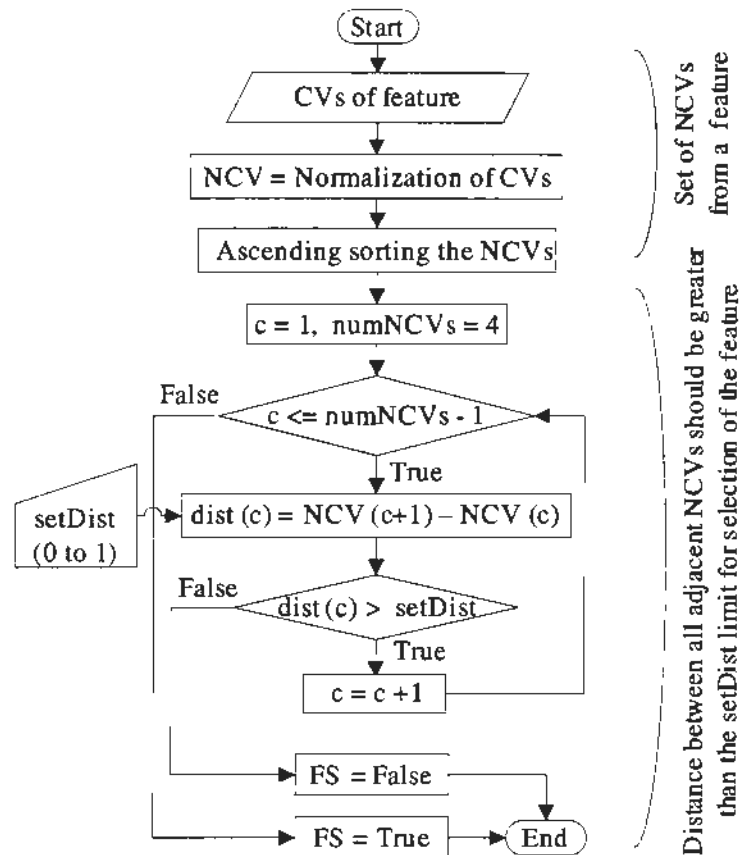 Start
CVs of feature
NCV = Normalization of CVs
Ascending sorting the NCVs
c = 1, numNCVs = 4
False
c <= numNCVs - 1
True
setDist
(0 to 1)
dist (c) = NCV (c+1) – NCV (c)
False
dist (c) > setDist
True
c = c +1
FS = False
FS = True
End
Set of NCVs
from a feature
Distance between all adjacent NCVs should be greater
than the setDist limit for selection of the feature